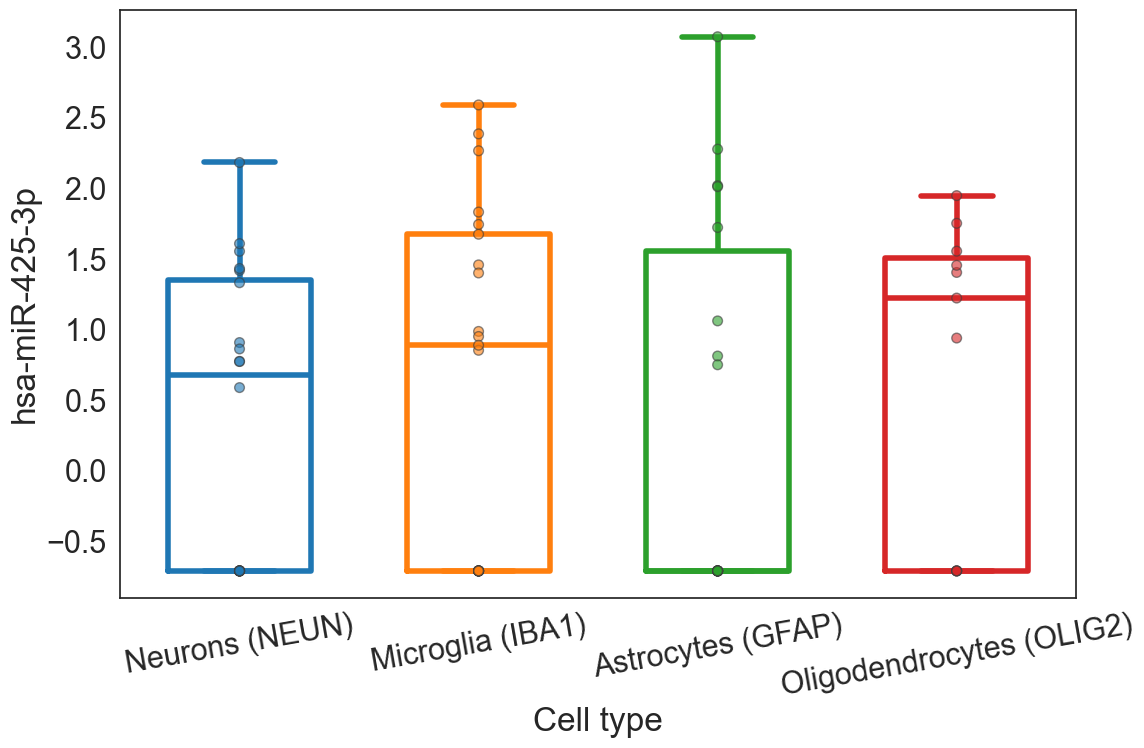 hsa-miR-425-3p
3.0
2.5
2.0
1.5
1.0
0.5
0.0
−0.5
Neurons (NEUN)
Microglia (IBA1)
Astrocytes (GFAP)
Oligodendrocytes (OLIG2)
Cell type